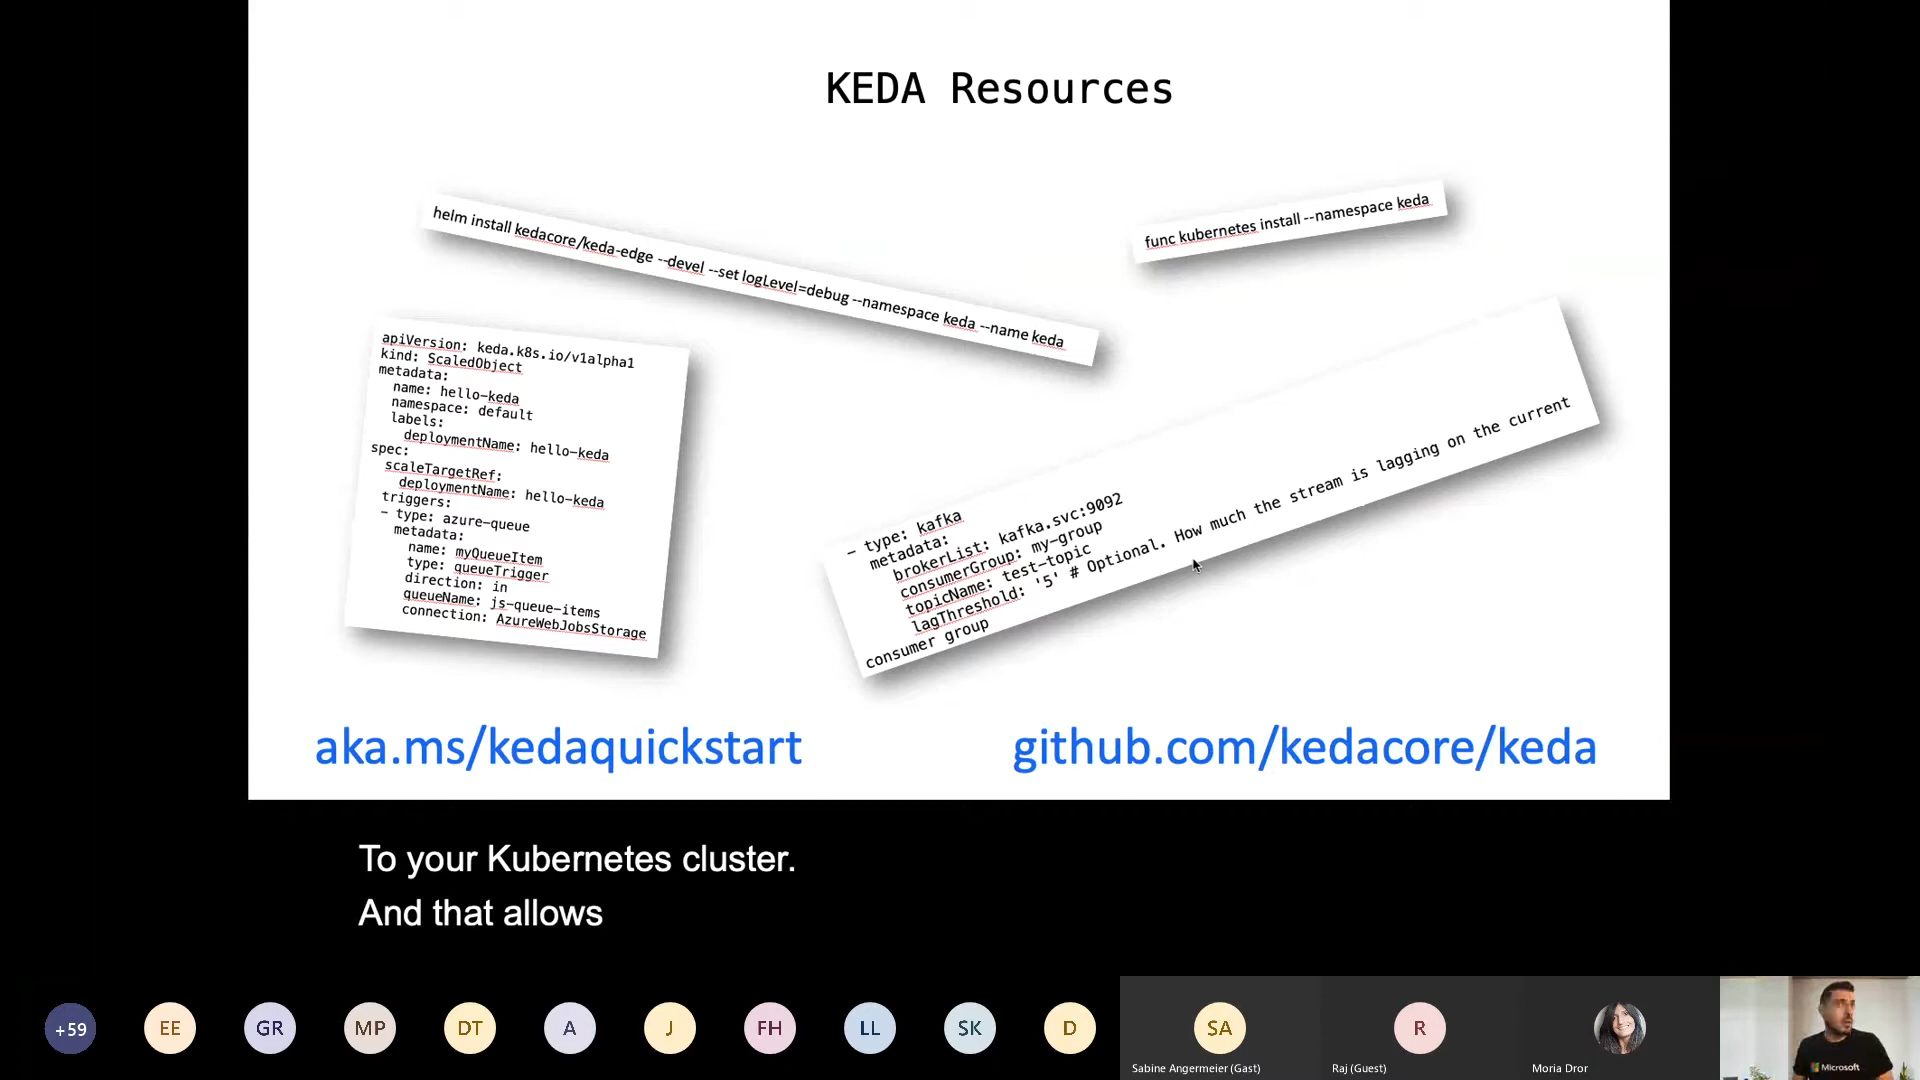 KEDA Resources
helm install kedacore/keda-edge --devel --set logLevel=debug --namespace keda --name keda
func kubernetes install --namespace keda
apiVersion: keda.k8s.io/v1alpha1
kind: ScaledObject
metadata:
  name: hello-keda
  namespace: default
  labels:
    deploymentName: hello-keda
spec:
  scaleTargetRef:
    deploymentName: hello-keda
  triggers:
  - type: azure-queue
    metadata:
      name: myQueueItem
      type: queueTrigger
      direction: in
      queueName: js-queue-items
      connection: AzureWebJobsStorage
- type: kafka
  metadata:
    brokerList: kafka.svc:9092
    consumerGroup: my-group
    topicName: test-topic
    lagThreshold: '5' # Optional. How much the stream is lagging on the current
consumer group
aka.ms/kedaquickstart
github.com/kedacore/keda
To your Kubernetes cluster.
And that allows
+59
EE
GR
MP
DT
A
J
FH
LL
SK
D
SA
R
Sabine Angermeier (Gast)
Raj (Guest)
Moria Dror
Microsoft